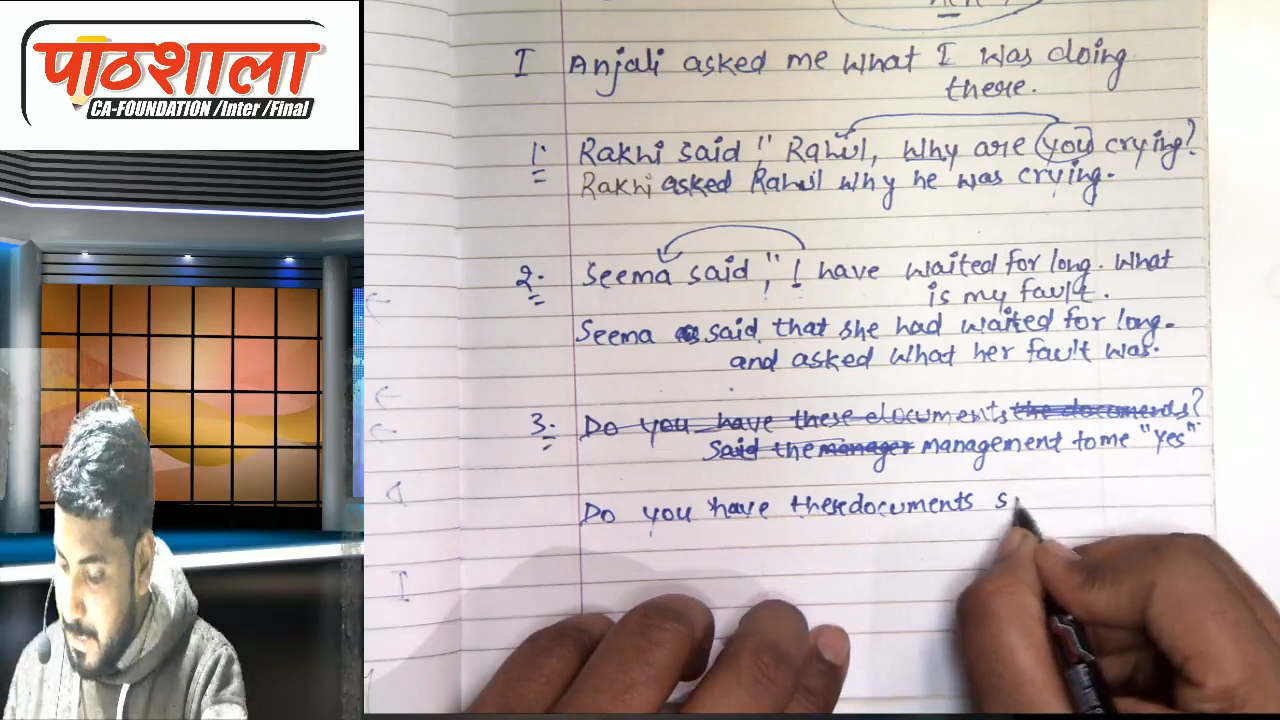 पाठशाला
CA-FOUNDATION /Inter /Final
I Anjali asked me what I was doing
there.
1. Rakhi said " Rahul, why are you crying?
Rakhi asked Rahul why he was crying.
2. Seema said, "I have waited for long. What
is my fault.
Seema said that she had waited for long.
and asked what her fault was.
3. Do you have these documents the documents?
Said the manager management to me "Yes"
Do you have these documents s